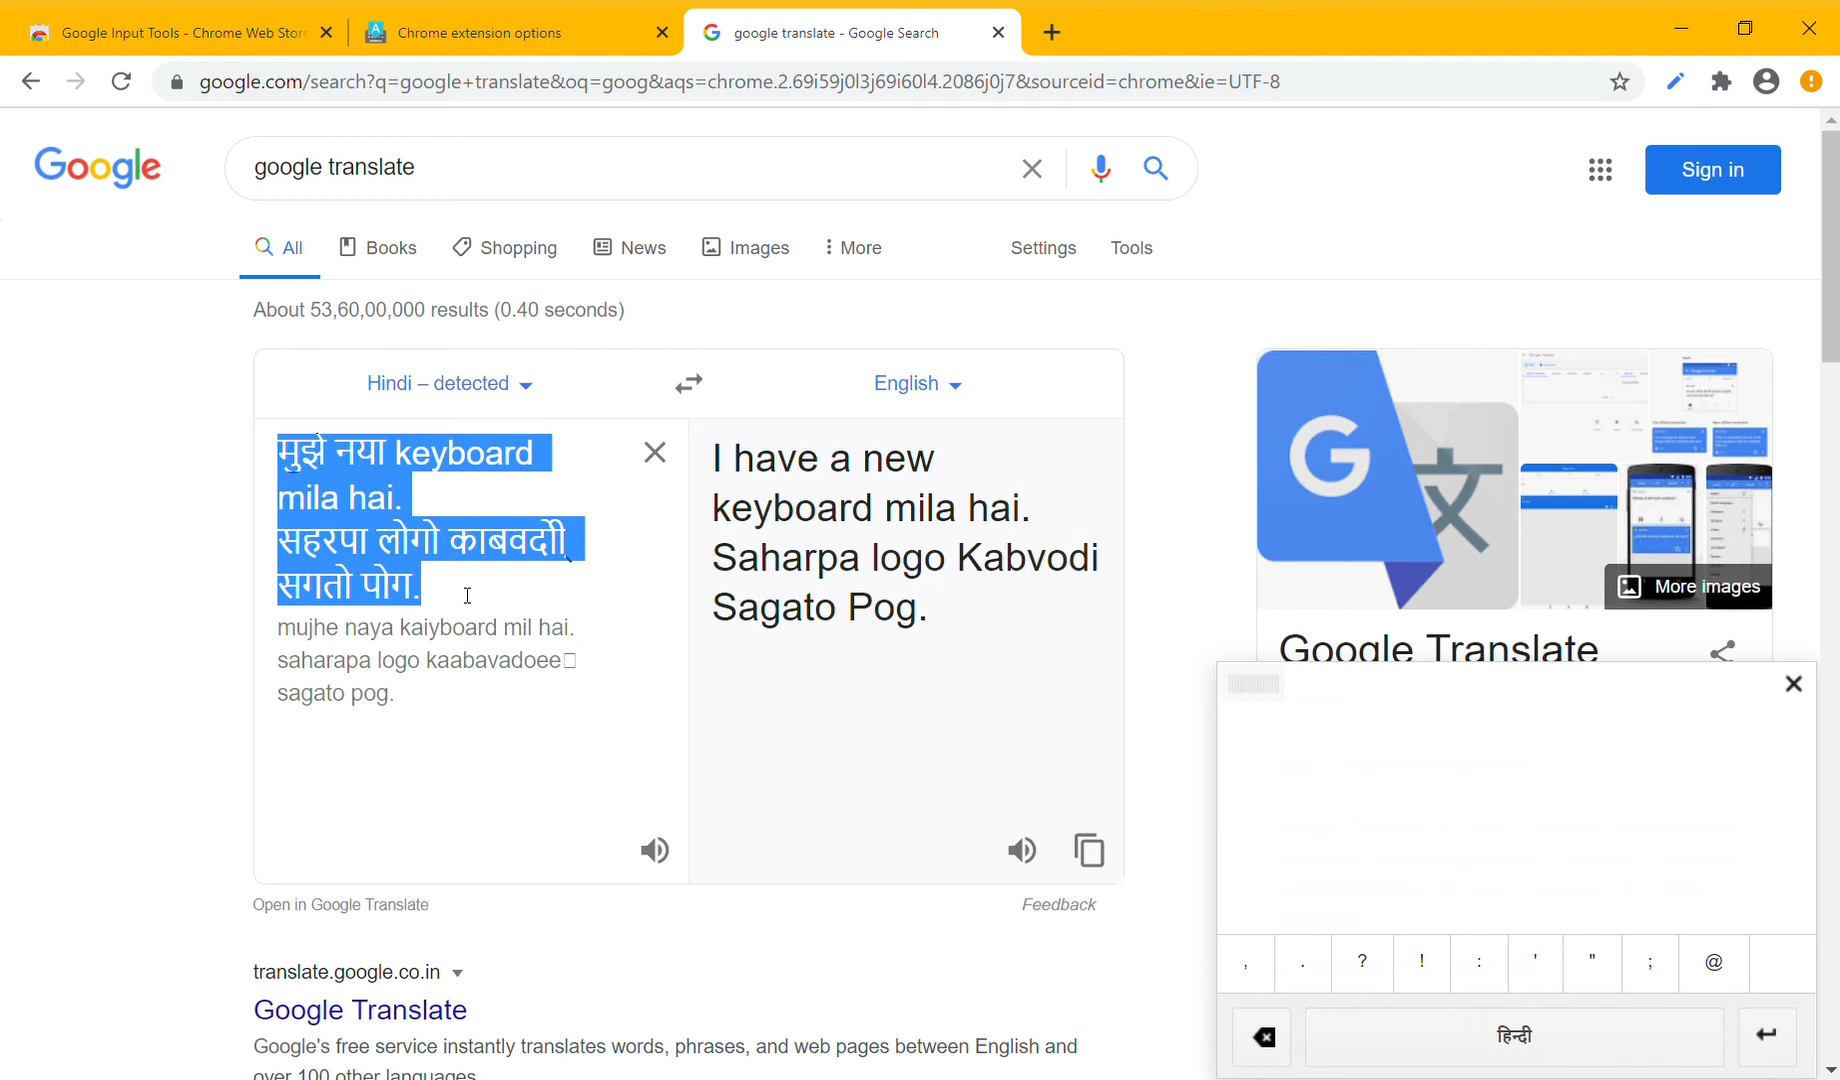 Google Input Tools - Chrome Web Store
Chrome extension options
google translate - Google Search
google.com/search?q=google+translate&oq=goog&aqs=chrome.2.69i59j0l3j69i60l4.2086j0j7&sourceid=chrome&ie=UTF-8
Google
google translate
Sign in
All Books Shopping News Images More Settings Tools
About 53,60,00,000 results (0.40 seconds)
Hindi – detected
English
मुझे नया keyboard
mila hai.
सहरपा लोगो काबवदोी
सगतो पोग.
mujhe naya kaiyboard mil hai.
saharapa logo kaabavadoee
sagato pog.
I have a new
keyboard mila hai.
Saharpa logo Kabvodi
Sagato Pog.
Open in Google Translate
Feedback
More images
Google Translate
translate.google.co.in
Google Translate
Google's free service instantly translates words, phrases, and web pages between English and
over 100 other languages.
, . ? ! : ' " ; @
हिन्दी